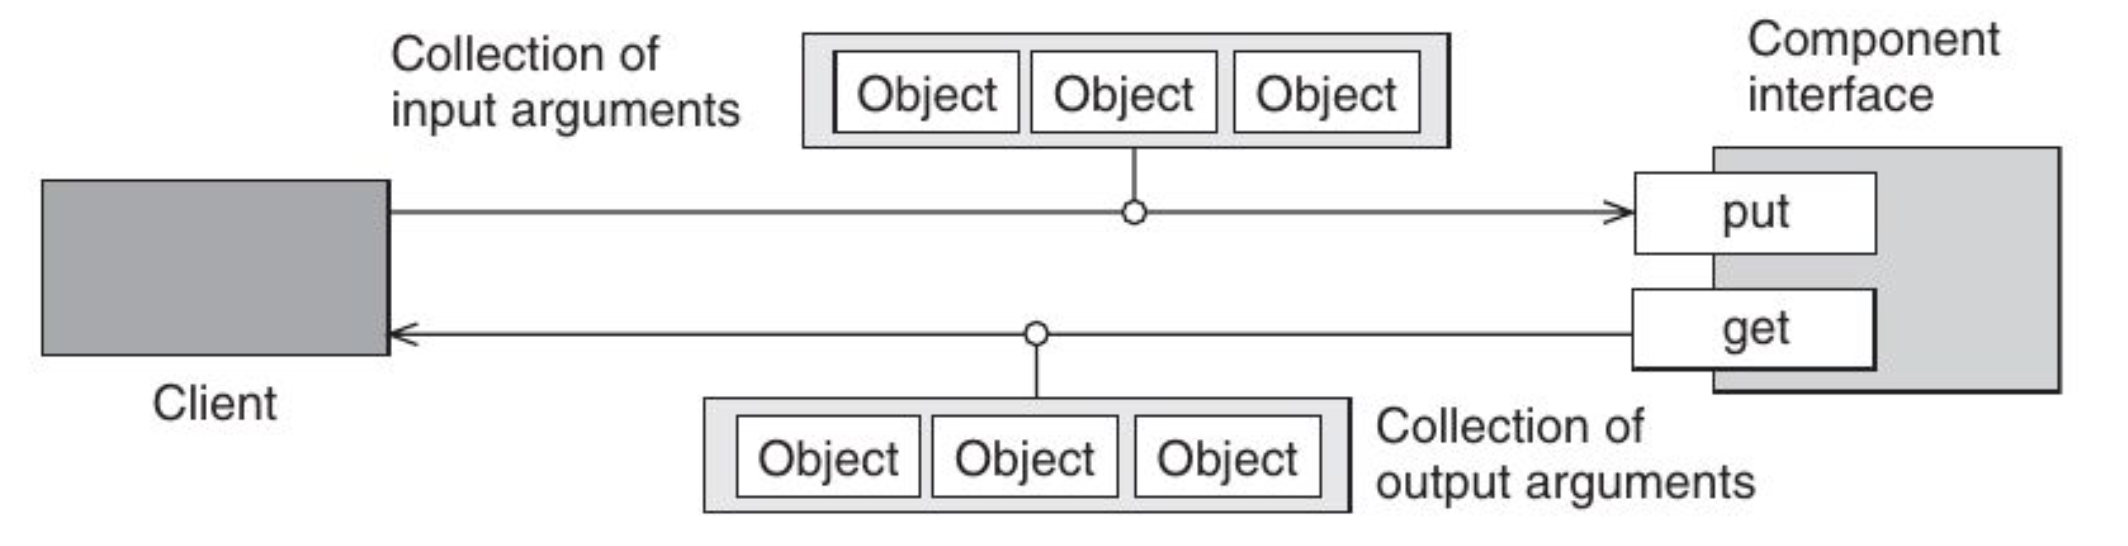 Collection of
input arguments
Object Object Object
Component
interface
put
get
Client
Object Object Object
Collection of
output arguments